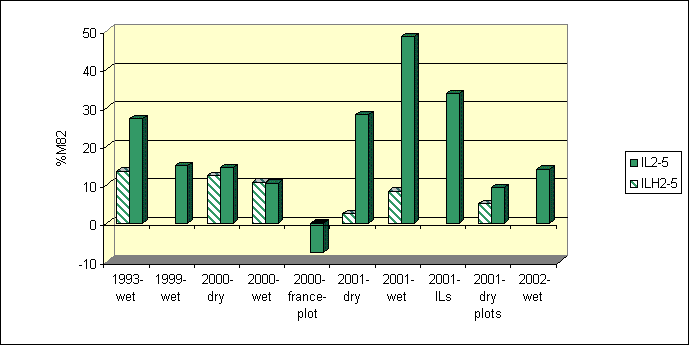 50
40
30
20
10
0
-10
%M82
1993-
wet
1999-
wet
2000-
dry
2000-
wet
2000-
france-
plot
2001-
dry
2001-
wet
2001-
ILs
2001-
dry
plots
2002-
wet
IL2-5
ILH2-5